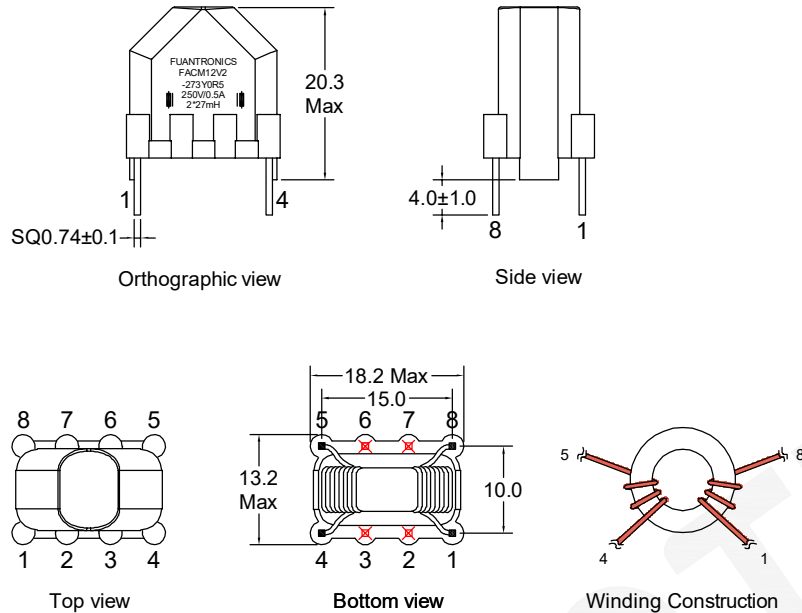 FUANTRONICS
FACM12V2
-273Y0R5
250V/0.5A
2*27mH
20.3
Max
1
4
SQ0.74±0.1
Orthographic view
4.0±1.0
8
1
Side view
8 7 6 5
1 2 3 4
Top view
18.2 Max
15.0
5 6 7 8
13.2
Max
10.0
4 3 2 1
Bottom view
5
8
4
1
Winding Construction